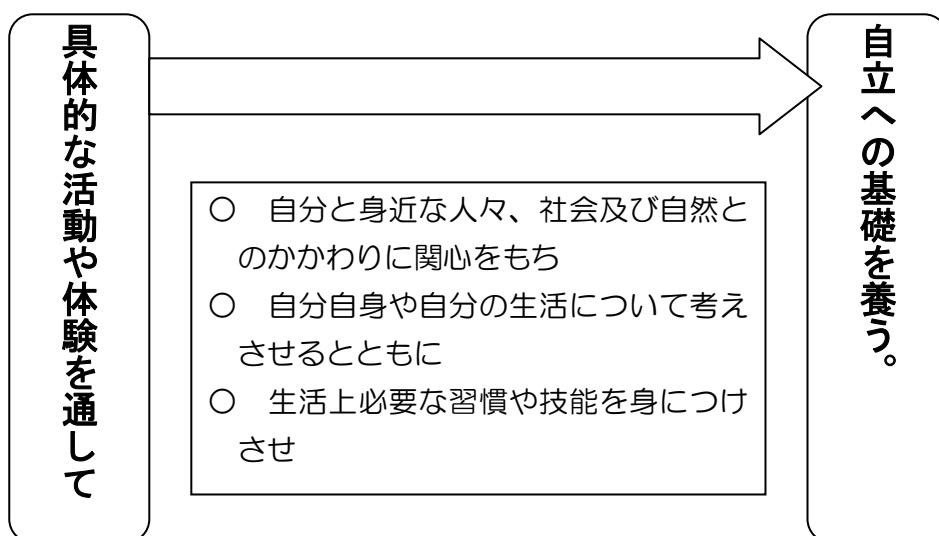 具体的な活動や体験を通して
○　自分と身近な人々、社会及び自然と
のかかわりに関心をもち
○　自分自身や自分の生活について考え
させるとともに
○　生活上必要な習慣や技能を身につけ
させ
自立への基礎を養う。